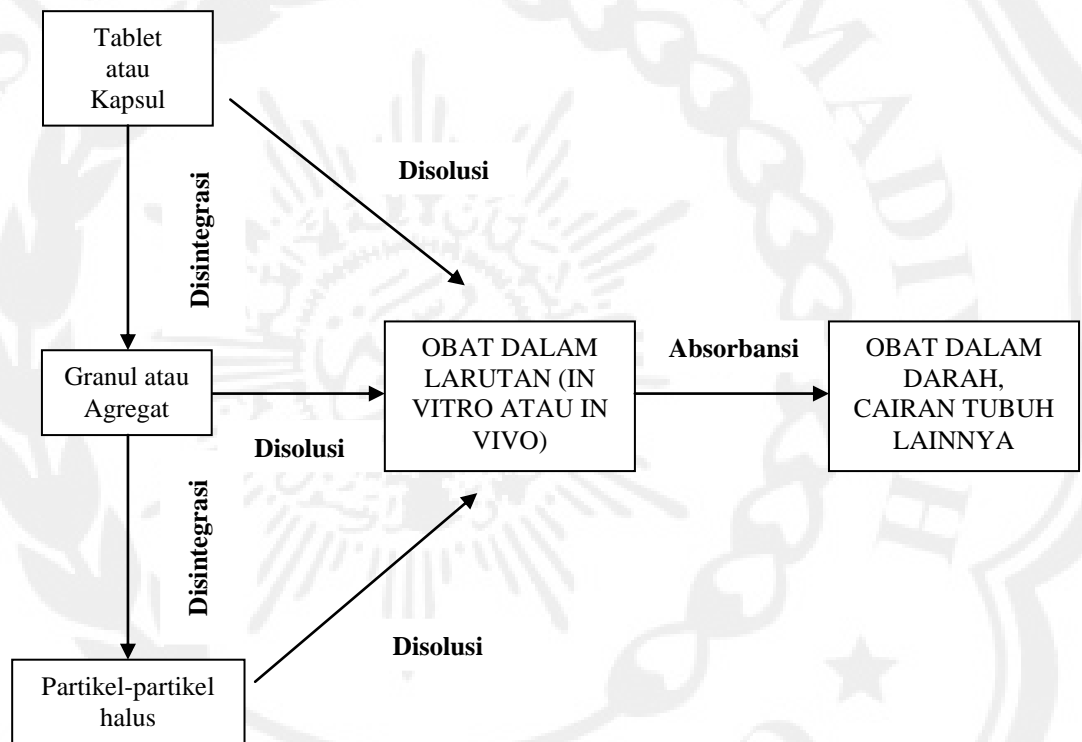 Tablet
atau
Kapsul
Disolusi
Disintegrasi
Granul atau
Agregat
OBAT DALAM
LARUTAN (IN
VITRO ATAU IN
VIVO)
Absorbansi
OBAT DALAM
DARAH,
CAIRAN TUBUH
LAINNYA
Disolusi
Disintegrasi
Disolusi
Partikel-partikel
halus